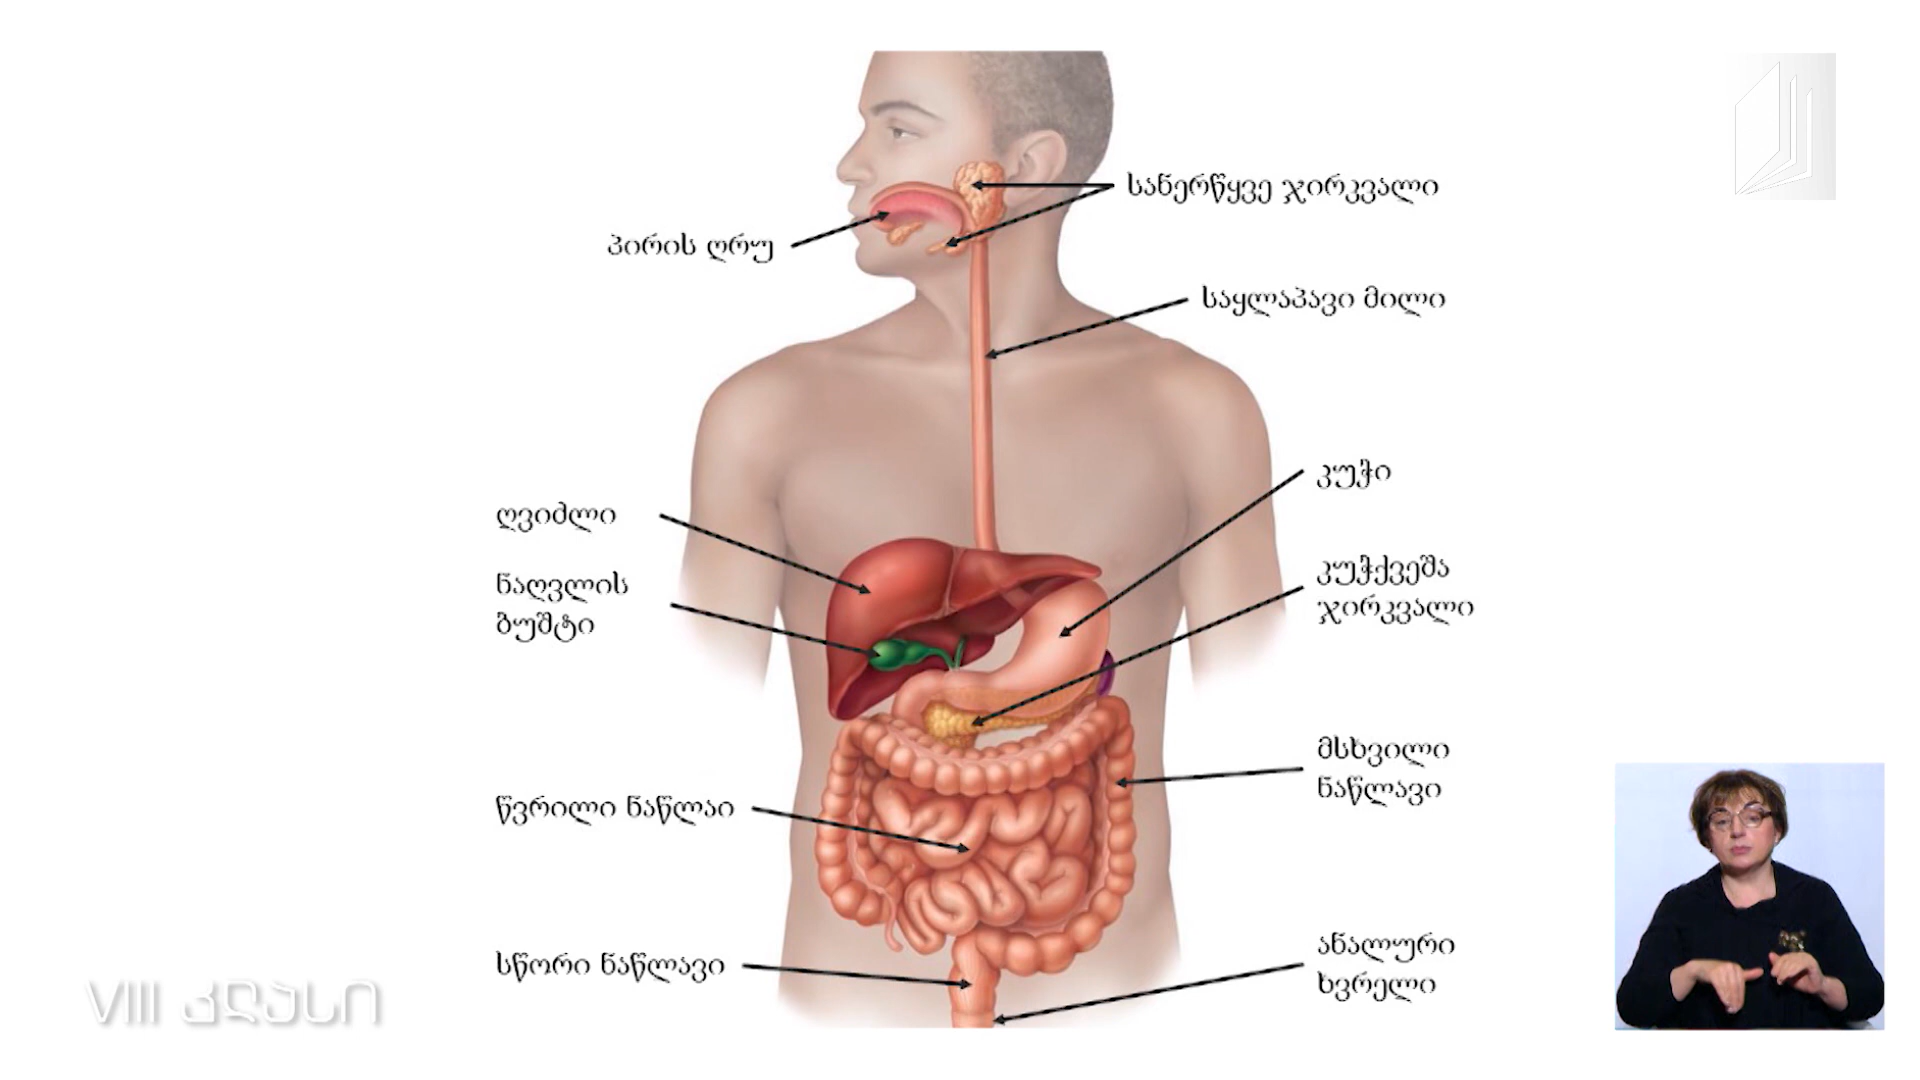 სანერწყვე ჯირკვალი
პირის ღრუ
საყლაპავი მილი
კუჭი
ღვიძლი
კუჭქვეშა
ჯირკვალი
ნაღვლის
ბუშტი
მსხვილი
ნაწლავი
წვრილი ნაწლაი
ანალური
ხვრელი
სწორი ნაწლავი
VIII კლასი